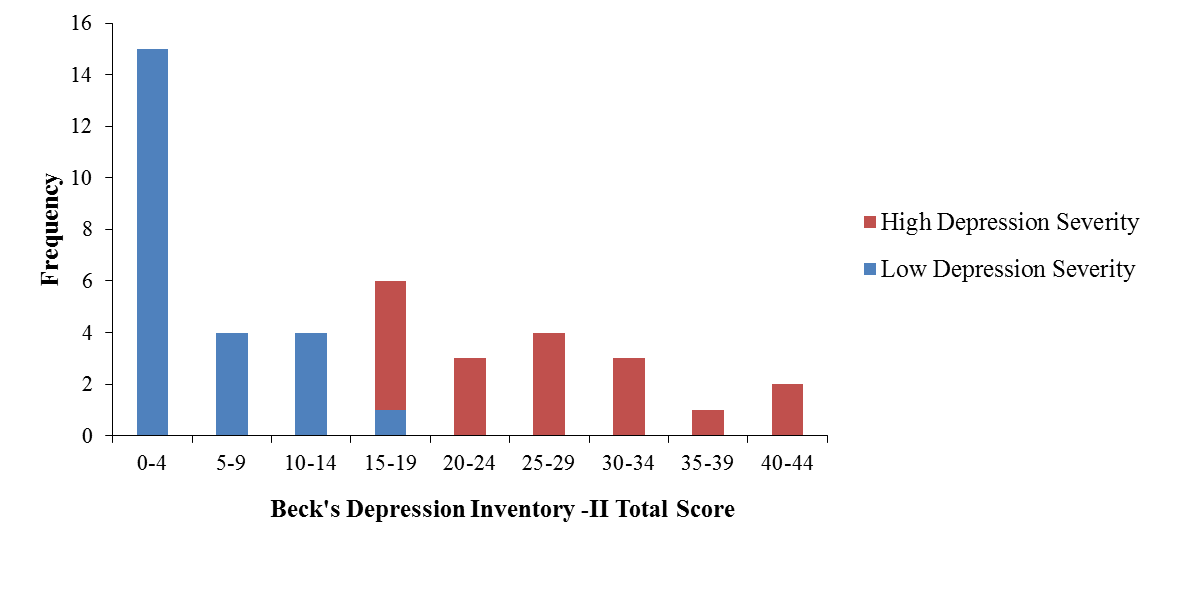 16
14
12
10
8
6
4
2
0
Frequency
0-4 5-9 10-14 15-19 20-24 25-29 30-34 35-39 40-44
Beck's Depression Inventory -II Total Score
High Depression Severity
Low Depression Severity